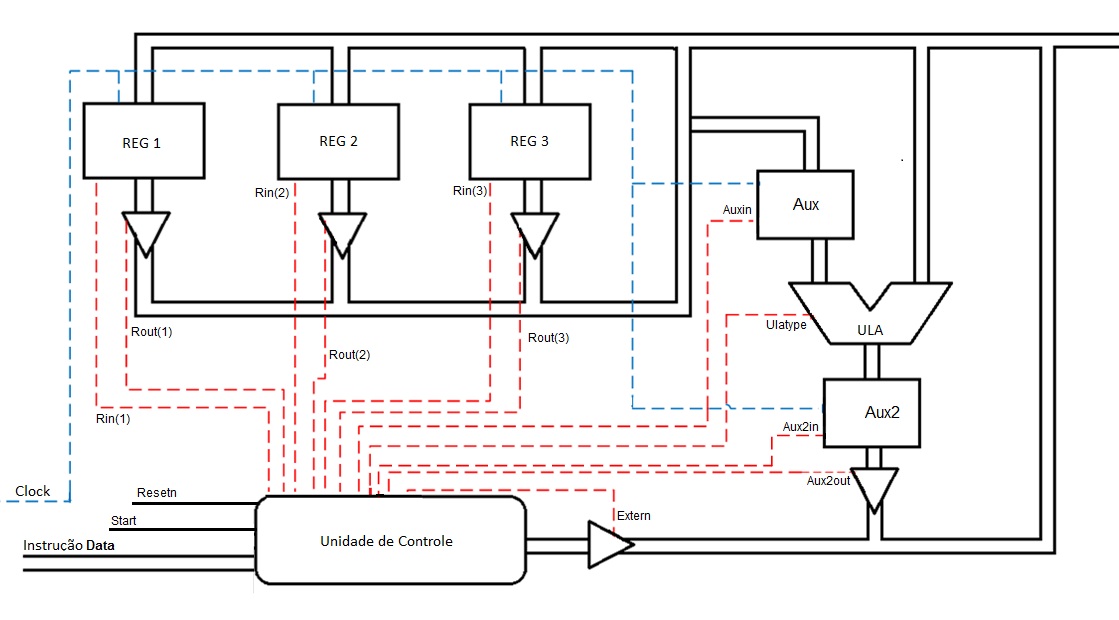 REG 1
REG 2
REG 3
Rin(2)
Rin(3)
Auxin
Aux
Rout(1)
Rout(2)
Rout(3)
Ulatype
ULA
Rin(1)
Aux2
Aux2in
Aux2out
Clock
Resetn
Start
Extern
Instrução Data
Unidade de Controle